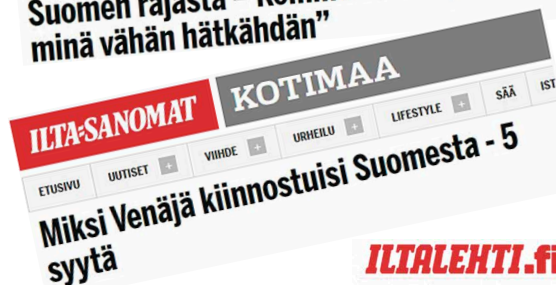 Suomen rajasta –
minä vähän hätkähdän”
ILTA-SANOMAT KOTIMAA
ETUSIVU UUTISET + VIIHDE + URHEILU + LIFESTYLE + SÄÄ
Miksi Venäjä kiinnostuisi Suomesta - 5
syytä
ILTALEHTI.fi